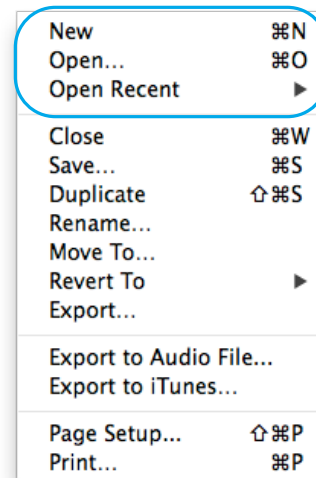 New ⌘N
Open... ⌘O
Open Recent ▶
Close ⌘W
Save... ⌘S
Duplicate ⇧⌘S
Rename...
Move To...
Revert To ▶
Export...
Export to Audio File...
Export to iTunes...
Page Setup... ⇧⌘P
Print... ⌘P